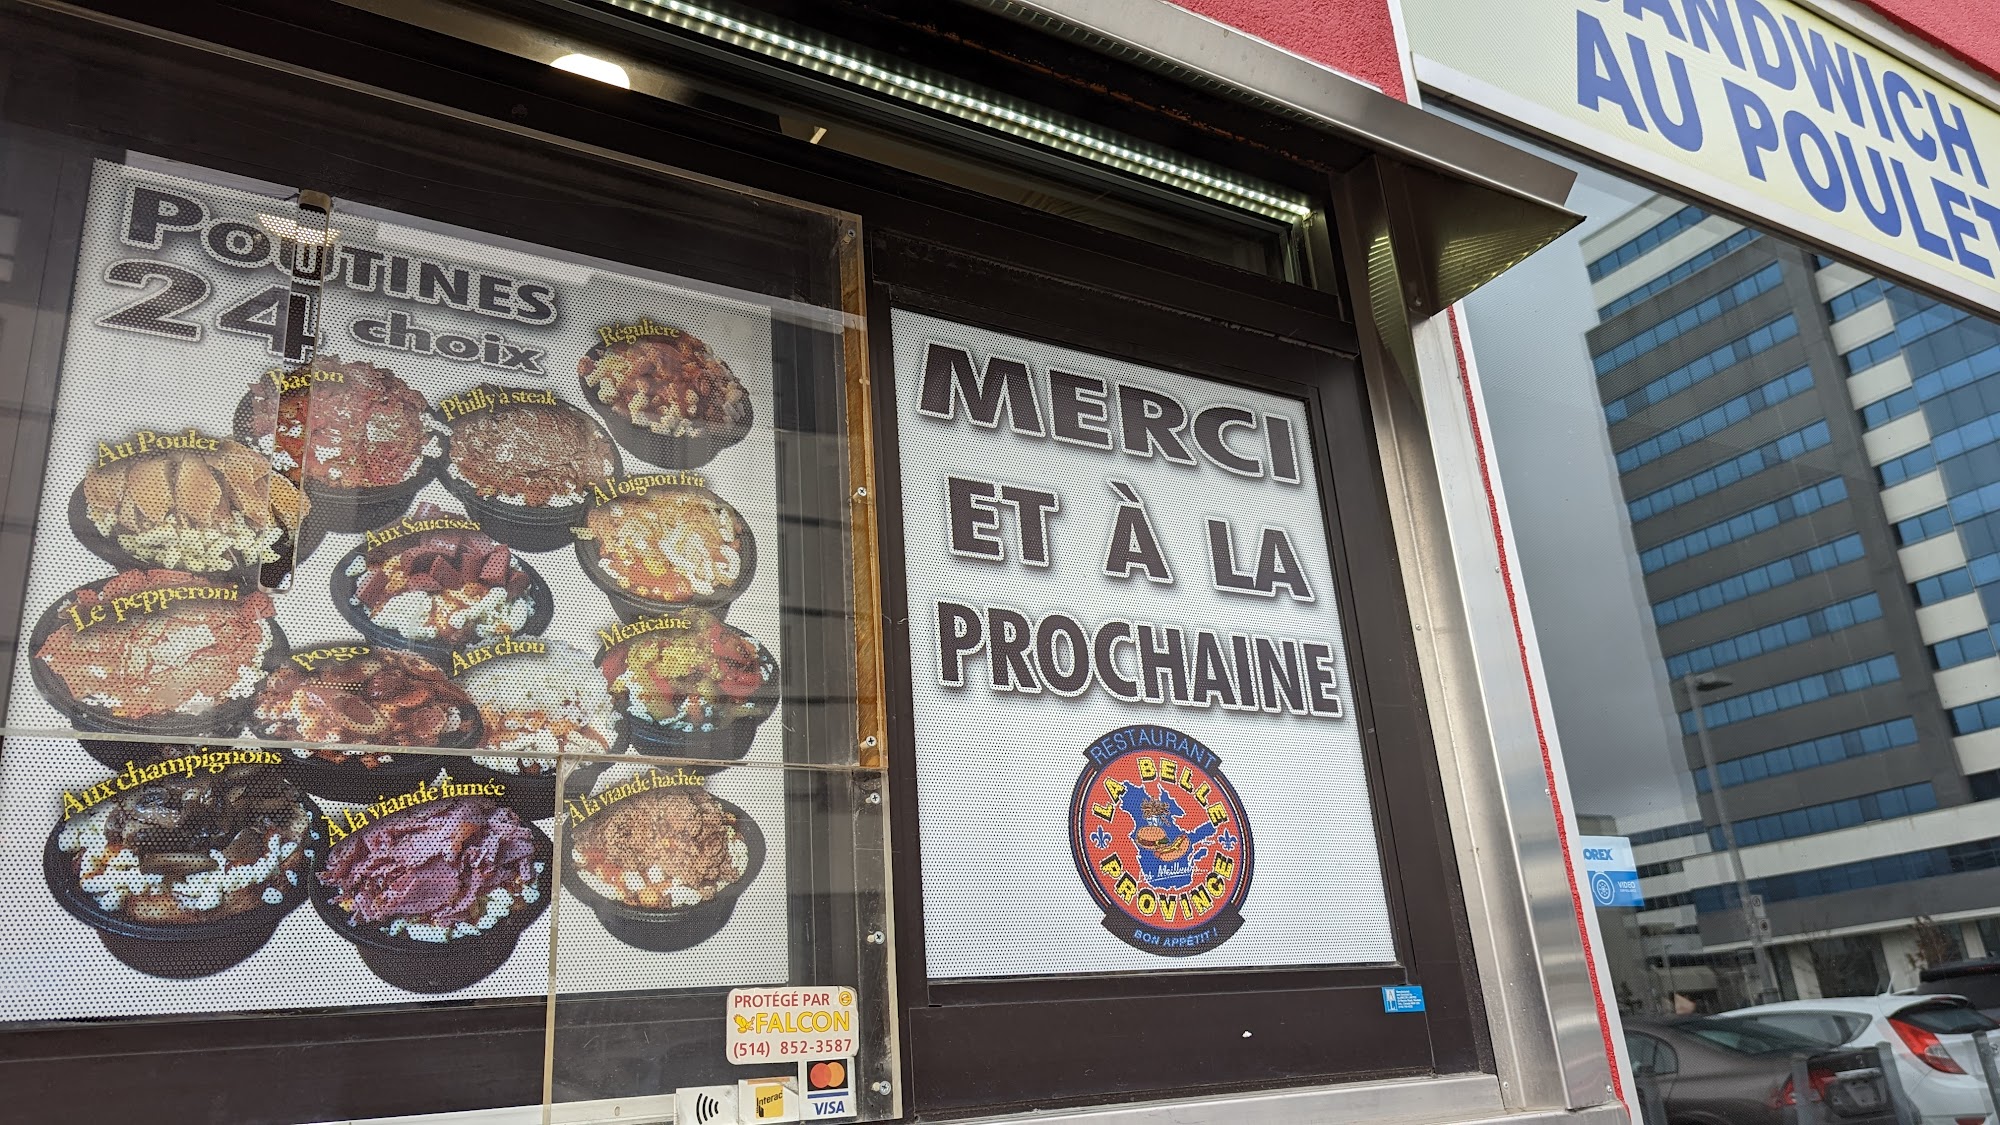 POUTINES
24 choix
Régulière
Bacon
Philly à steak
Au Poulet
À l'oignon frit
Aux Saucisses
Le pepperoni
Mexicaine
Pogo
Aux chou
Aux champignons
À la viande fumée
À la viande hachée
MERCI
ET À LA
PROCHAINE
RESTAURANT
LA BELLE
PROVINCE
BON APPÉTIT !
SANDWICH
AU POULET
PROTÉGÉ PAR
FALCON
(514) 852-3587
Interac
VISA
OREX
VIDEO